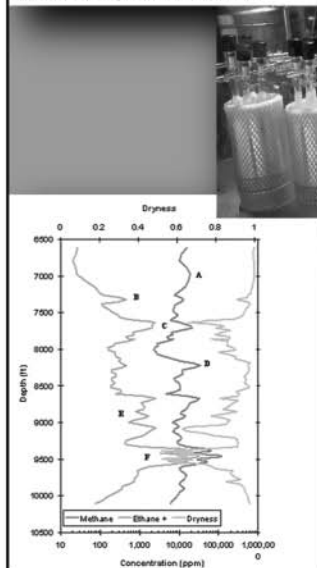 Dryness
0 0.2 0.4 0.6 0.8 1
6500
A
7000
B
7500
C
8000
D
8500
E
9000
F
9500
10000
10500
Depth (ft)
Methane Ethane + Dryness
10 100 1,000 10,000 100,00 1,000,00
0 0
Concentration (ppm)